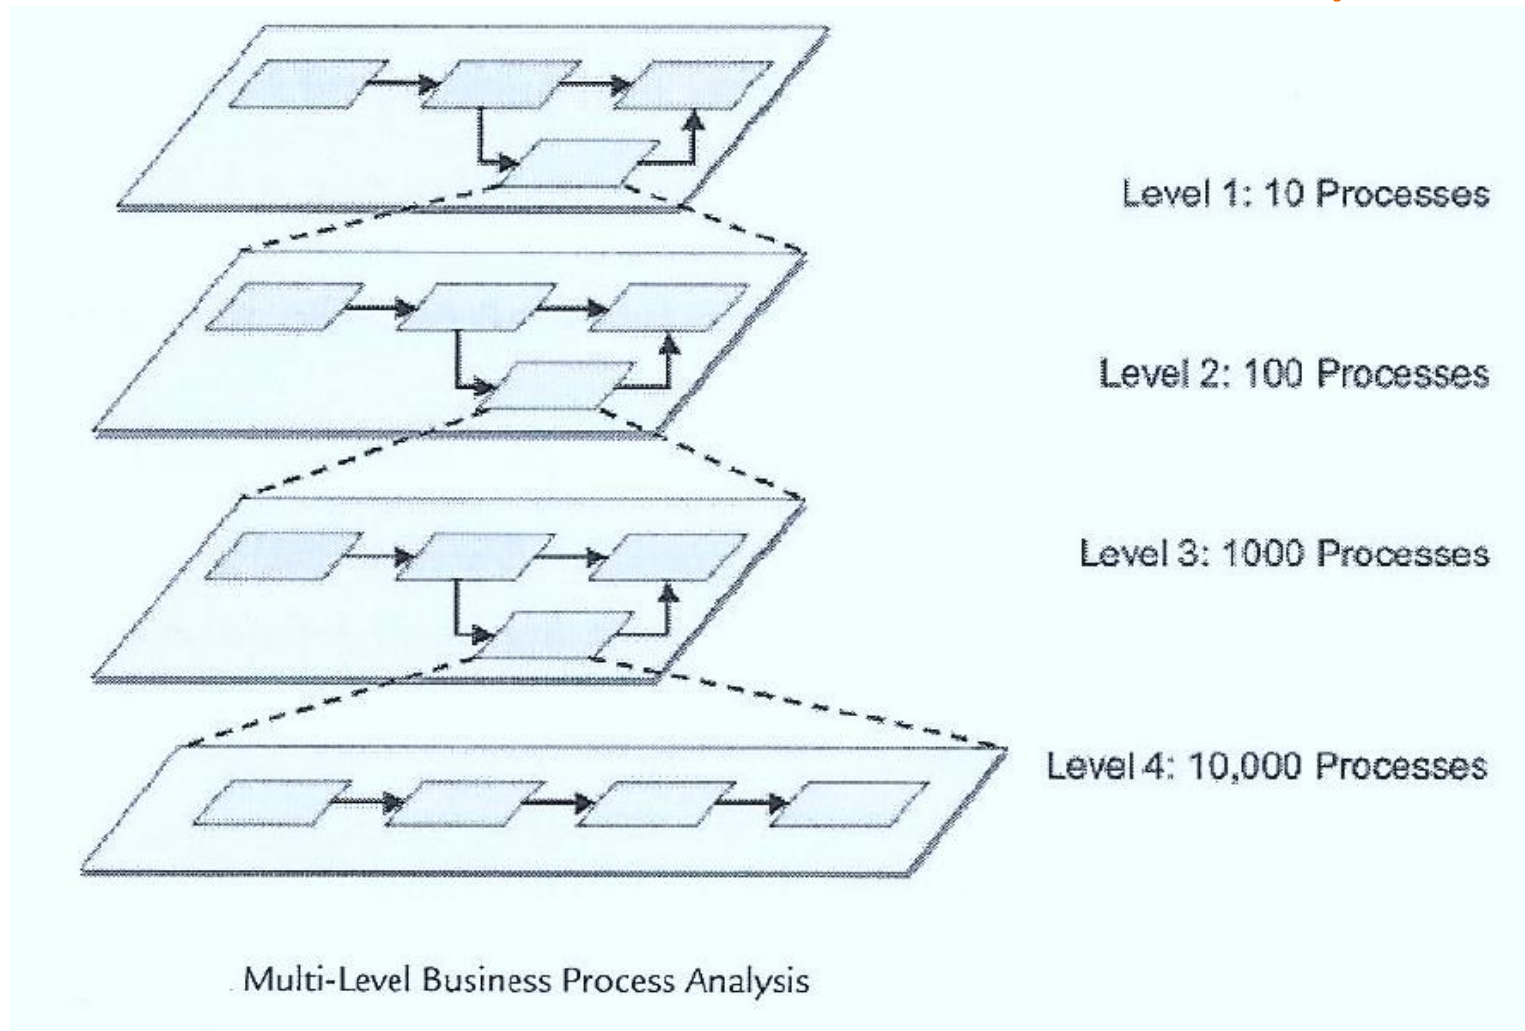 Level 1: 10 Processes
Level 2: 100 Processes
Level 3: 1000 Processes
Level 4: 10,000 Processes
Multi-Level Business Process Analysis